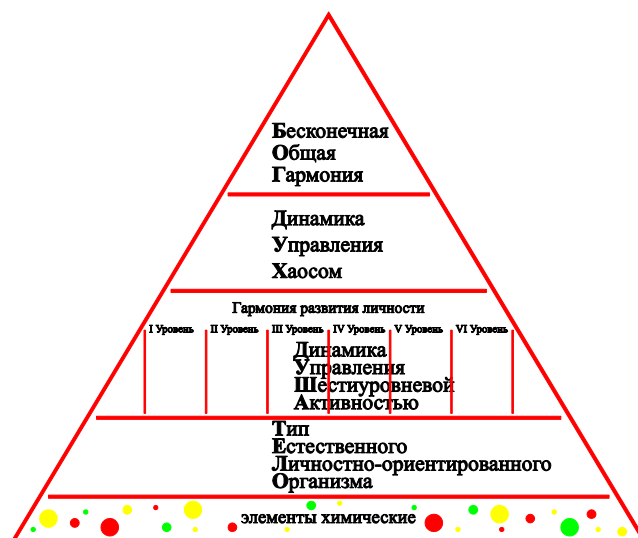 Бесконечная
Общая
Гармония
Динамика
Управления
Хаосом
Гармония развития личности
I Уровень II Уровень III Уровень IV Уровень V Уровень VI Уровень
Динамика
Управления
Шестиуровневой
Активностью
Тип
Естественного
Личностно-ориентированного
Организма
элементы химические